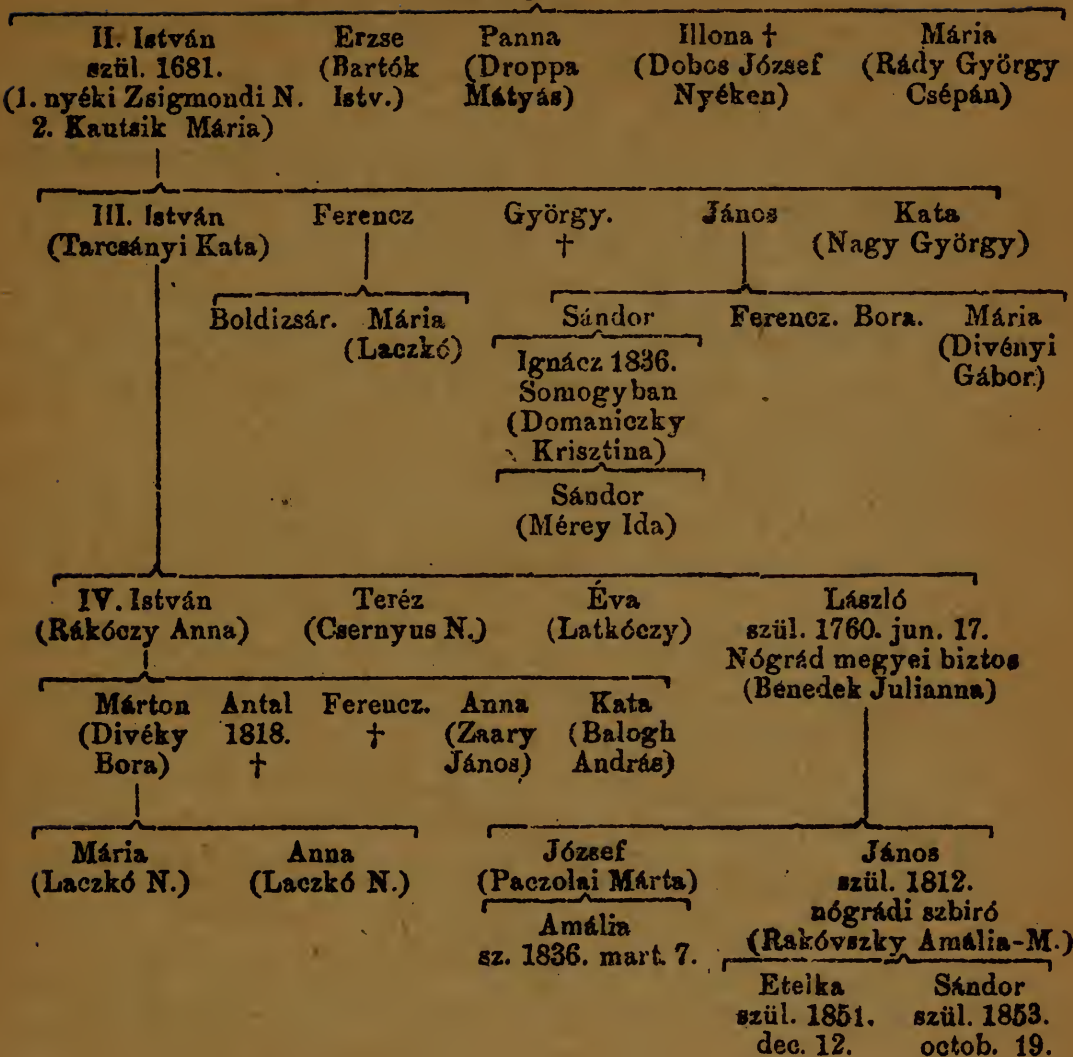 II. István Erzse Panna Illona † Mária
szül. 1681. (Bartók (Droppa (Dobos József (Rády György
(1. nyéki Zsigmondi N. Istv.) Mátyás) Nyéken) Csépán)
2. Kautsik Mária)
III. István Ferencz György. János Kata
(Tarcsányi Kata) † (Nagy György)
Boldizsár. Mária Sándor Ferencz. Bora. Mária
(Laczkó) (Divényi
Ignácz 1836. Gábor)
Somogyban
(Domaniczky
Krisztina)
Sándor
(Mérey Ida)
IV. István Teréz Éva László
(Rákóczy Anna) (Csernyus N.) (Latkóczy) szül. 1760. jun. 17.
Nógrád megyei biztos
(Benedek Julianna)
Márton Antal Ferencz. Anna Kata
(Divéky 1818. † (Zaary (Balogh
Bora) † János) András)
Mária Anna József János
(Laczkó N.) (Laczkó N.) (Paczolai Márta) szül. 1812.
nógrádi szbiró
Amália (Rakóvszky Amália-M.)
sz. 1836. mart. 7.
Etelka Sándor
szül. 1851. szül. 1853.
dec. 12. octob. 19.